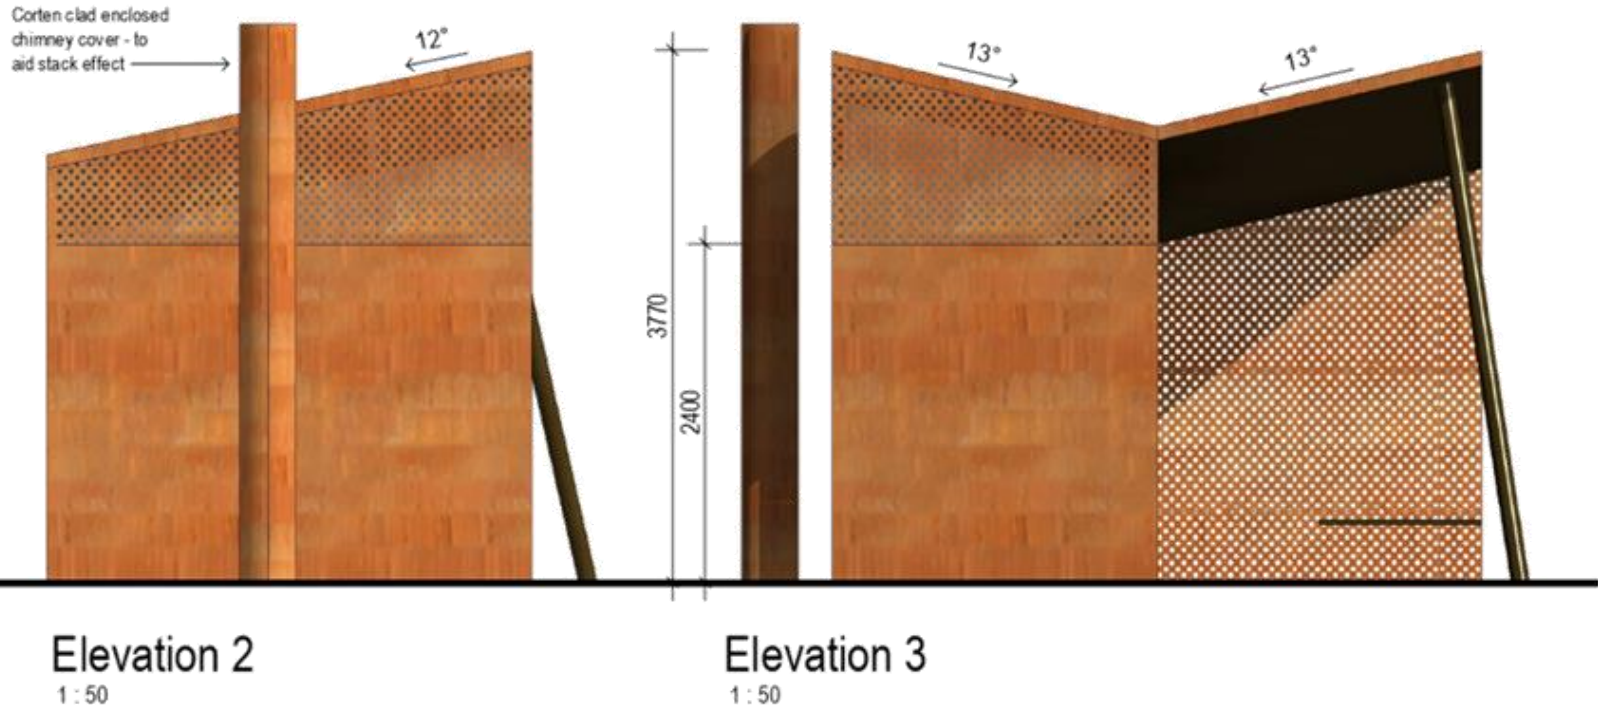 Corten clad enclosed
chimney cover - to
aid stack effect
12°
13°
13°
3770
2400
Elevation 2
1 : 50
Elevation 3
1 : 50